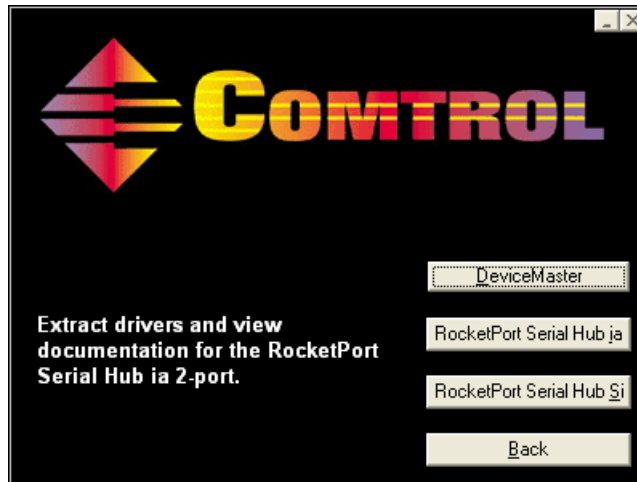 COMTROL
DeviceMaster
Extract drivers and view
documentation for the RocketPort
Serial Hub ia 2-port.
RocketPort Serial Hub ia
RocketPort Serial Hub Si
Back